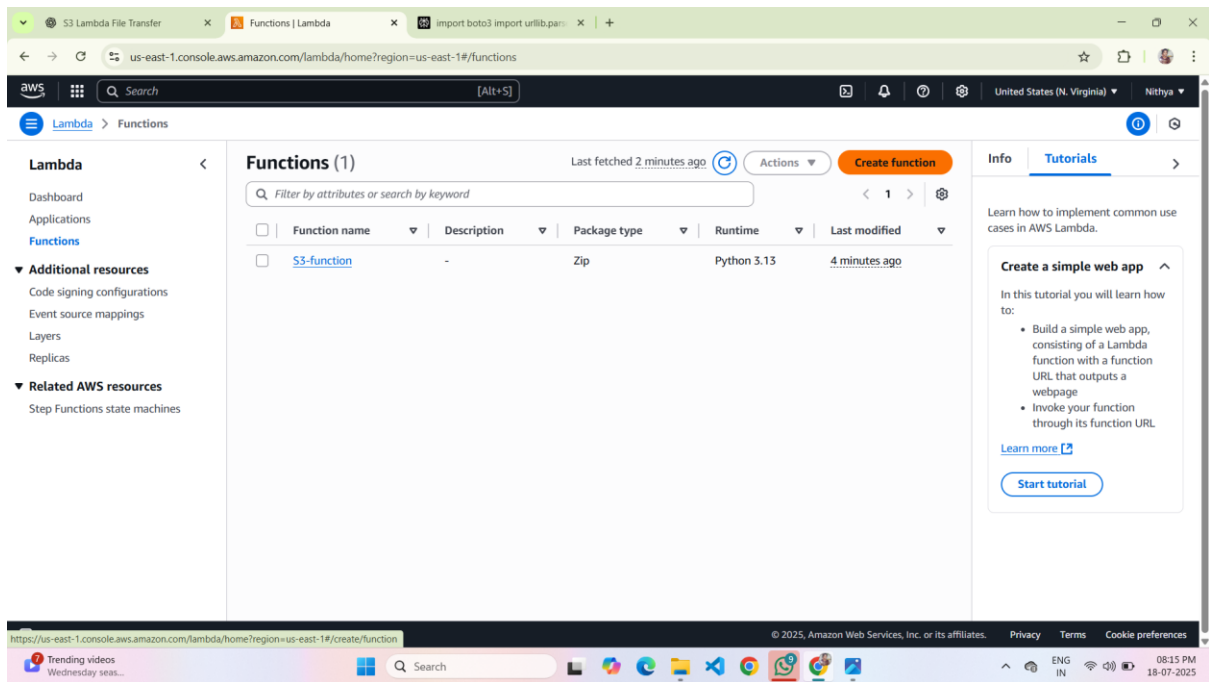 S3 Lambda File Transfer
Functions | Lambda
import boto3 import urllib.pars
us-east-1.console.aws.amazon.com/lambda/home?region=us-east-1#/functions
aws
Search [Alt+S]
United States (N. Virginia)
Nithya
Lambda > Functions
Lambda
Dashboard
Applications
Functions
Additional resources
Code signing configurations
Event source mappings
Layers
Replicas
Related AWS resources
Step Functions state machines
Functions (1)
Last fetched 2 minutes ago
Actions
Create function
Filter by attributes or search by keyword
1
Function name Description Package type Runtime Last modified
S3-function - Zip Python 3.13 4 minutes ago
Info Tutorials
Learn how to implement common use
cases in AWS Lambda.
Create a simple web app
In this tutorial you will learn how
to:
• Build a simple web app,
consisting of a Lambda
function with a function
URL that outputs a
webpage
• Invoke your function
through its function URL
Learn more
Start tutorial
https://us-east-1.console.aws.amazon.com/lambda/home?region=us-east-1#/create/function
© 2025, Amazon Web Services, Inc. or its affiliates. Privacy Terms Cookie preferences
7
Trending videos
Wednesday seas...
Search
9
ENG
IN
08:15 PM
18-07-2025